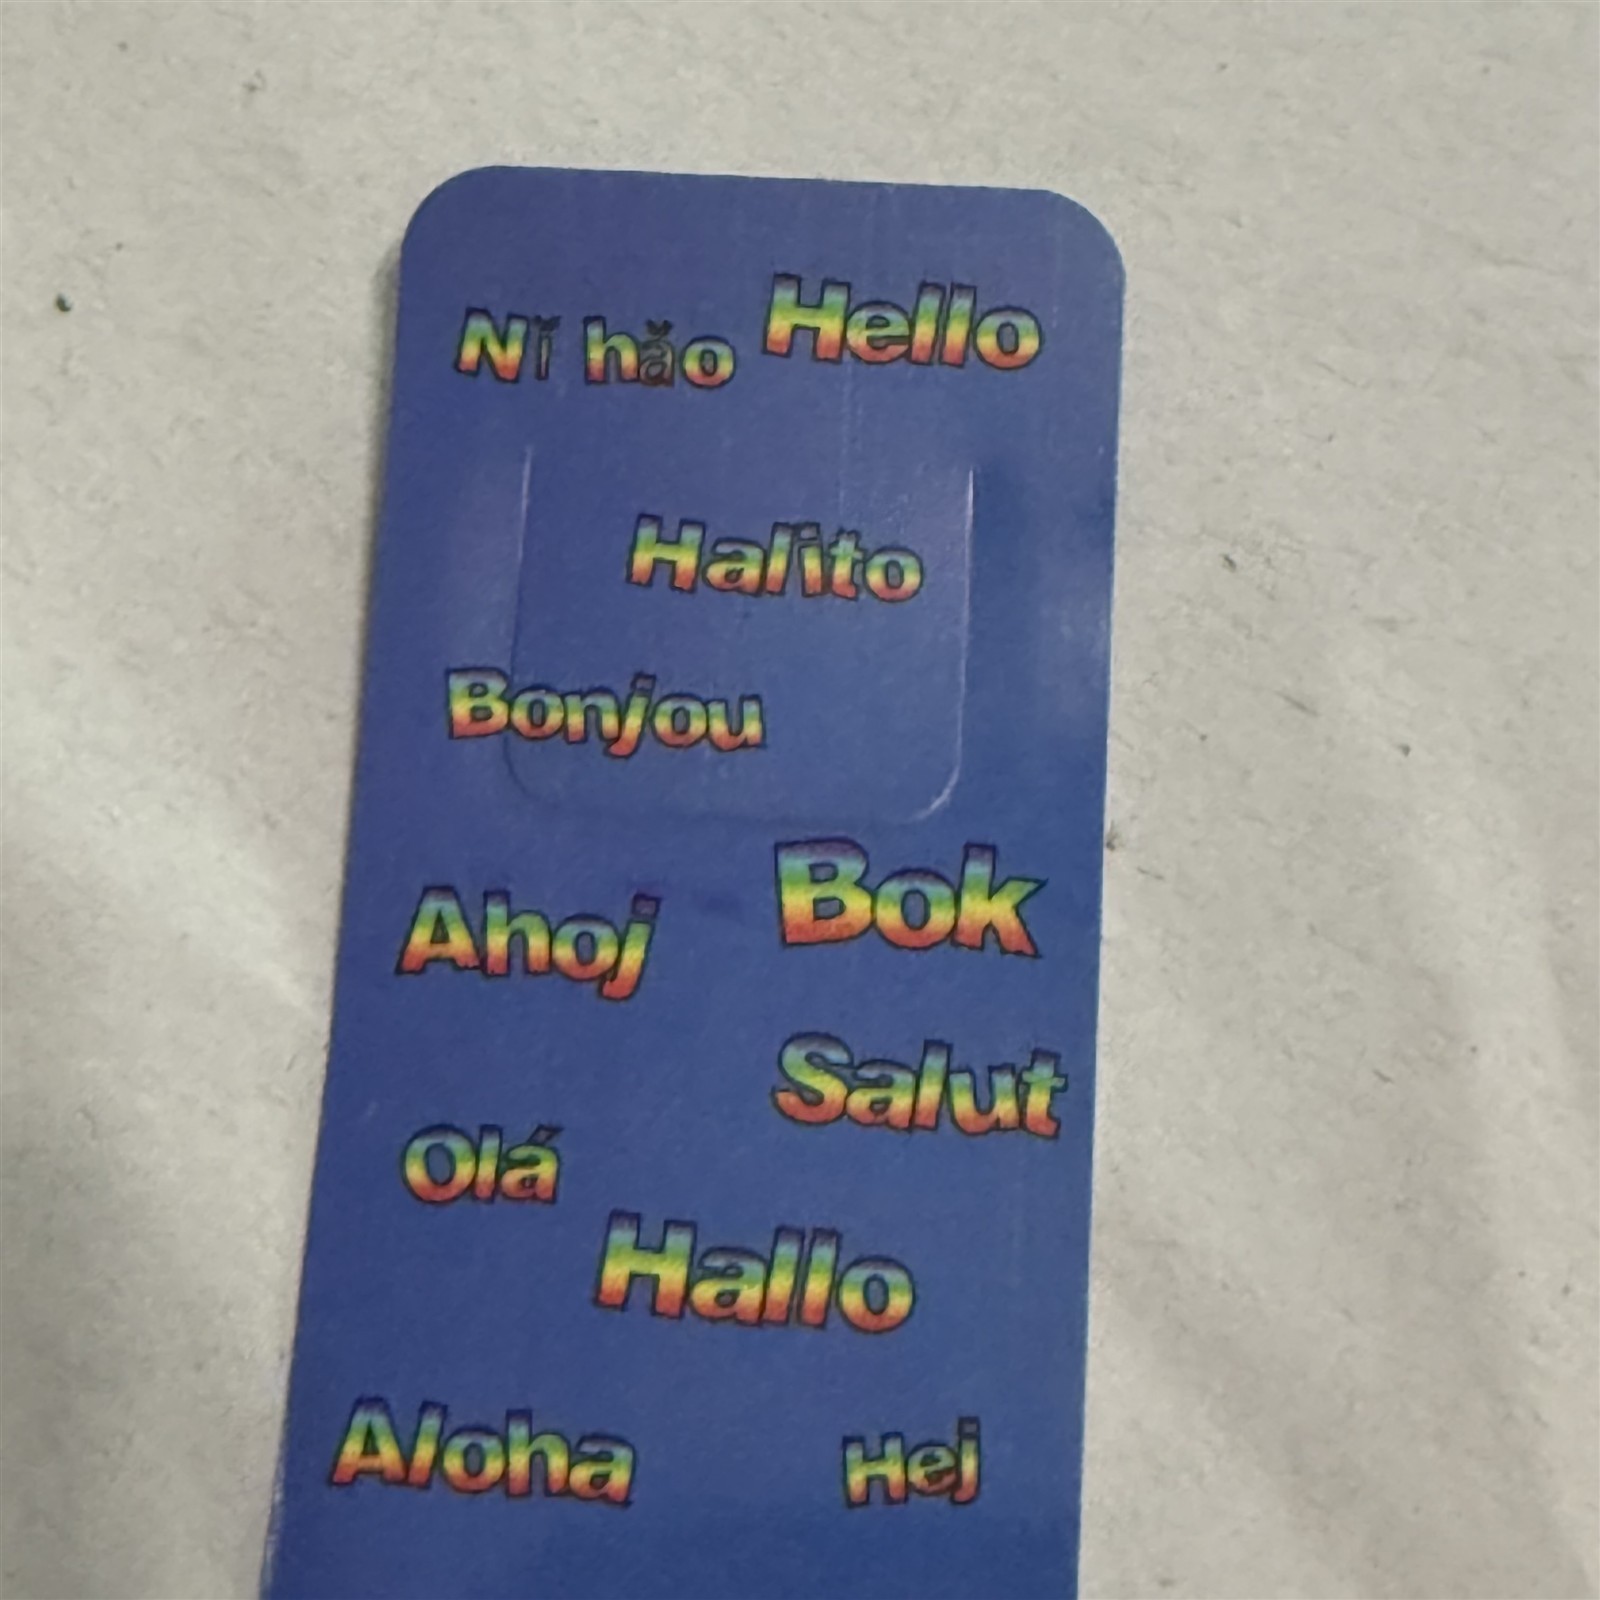 Nǐ hǎo Hello
Halito
Bonjou
Ahoj Bok
Salut
Olá
Hallo
Aloha Hej